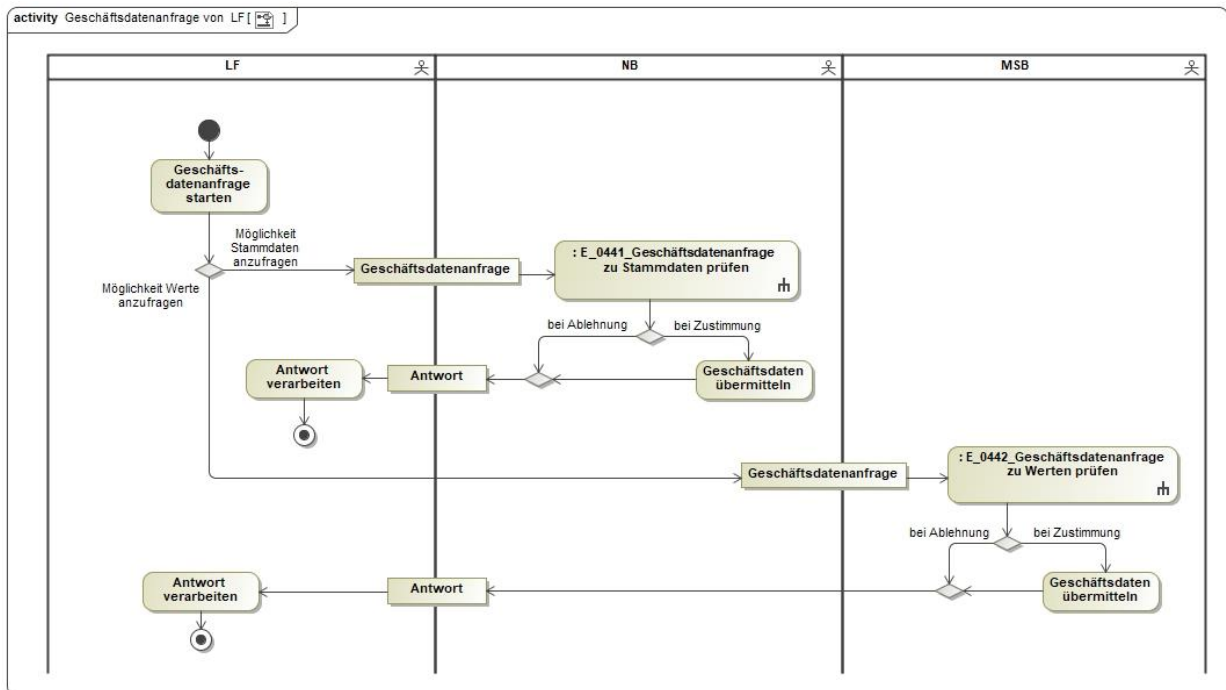 activity Geschäftsdatenanfrage von LF [ ]
LF
NB
MSB
Geschäfts-
datenanfrage
starten
Möglichkeit
Stammdaten
anzufragen
Möglichkeit Werte
anzufragen
Geschäftsdatenanfrage
: E_0441_Geschäftsdatenanfrage
zu Stammdaten prüfen
bei Ablehnung
bei Zustimmung
Antwort
verarbeiten
Antwort
Geschäftsdaten
übermitteln
Geschäftsdatenanfrage
: E_0442_Geschäftsdatenanfrage
zu Werten prüfen
bei Ablehnung
bei Zustimmung
Antwort
verarbeiten
Antwort
Geschäftsdaten
übermitteln